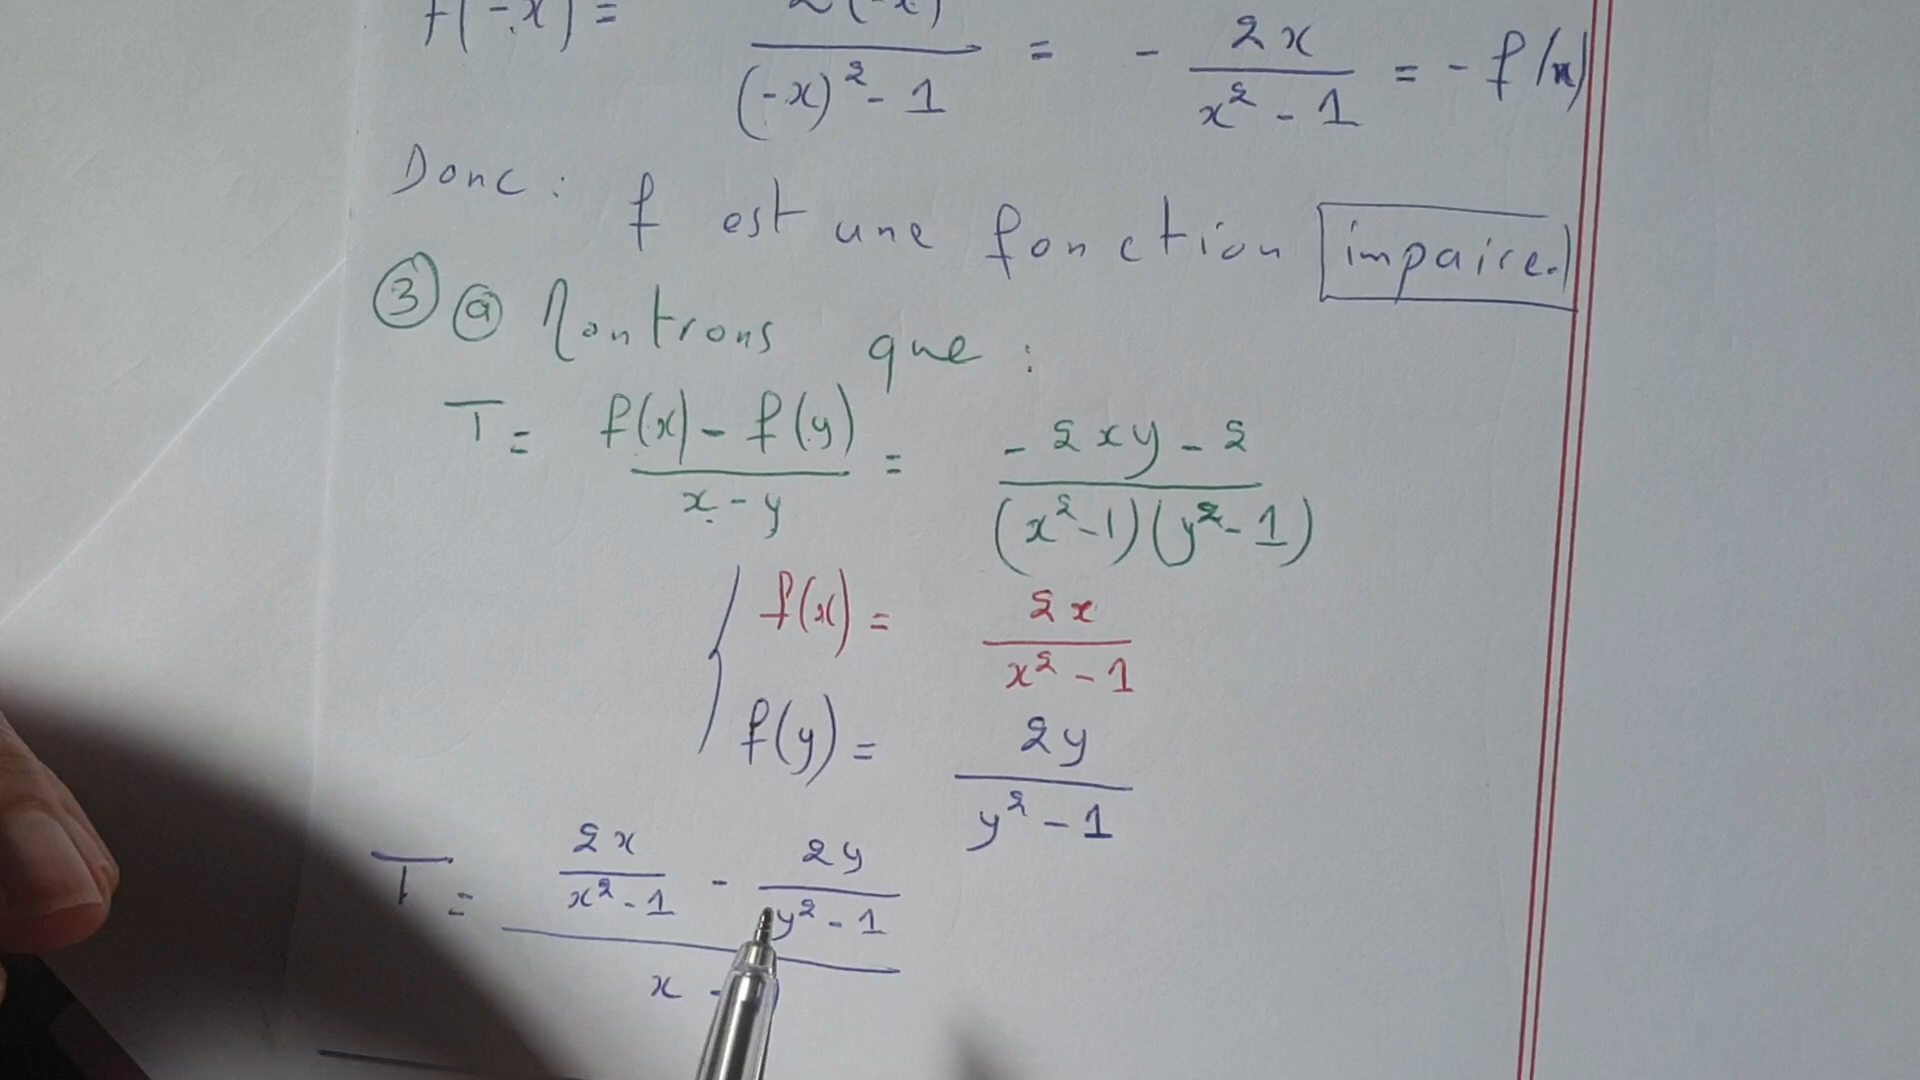 f(-x) = 2(-x) / (-x)² - 1 = - 2x / x² - 1 = - f(x)
Donc : f est une fonction impaire.
③ ⓐ Montrons que :
T = f(x) - f(y) / x - y = - 2xy - 2 / (x² - 1)(y² - 1)
{ f(x) = 2x / x² - 1
f(y) = 2y / y² - 1
T = 2x / x² - 1 - 2y / y² - 1
x -